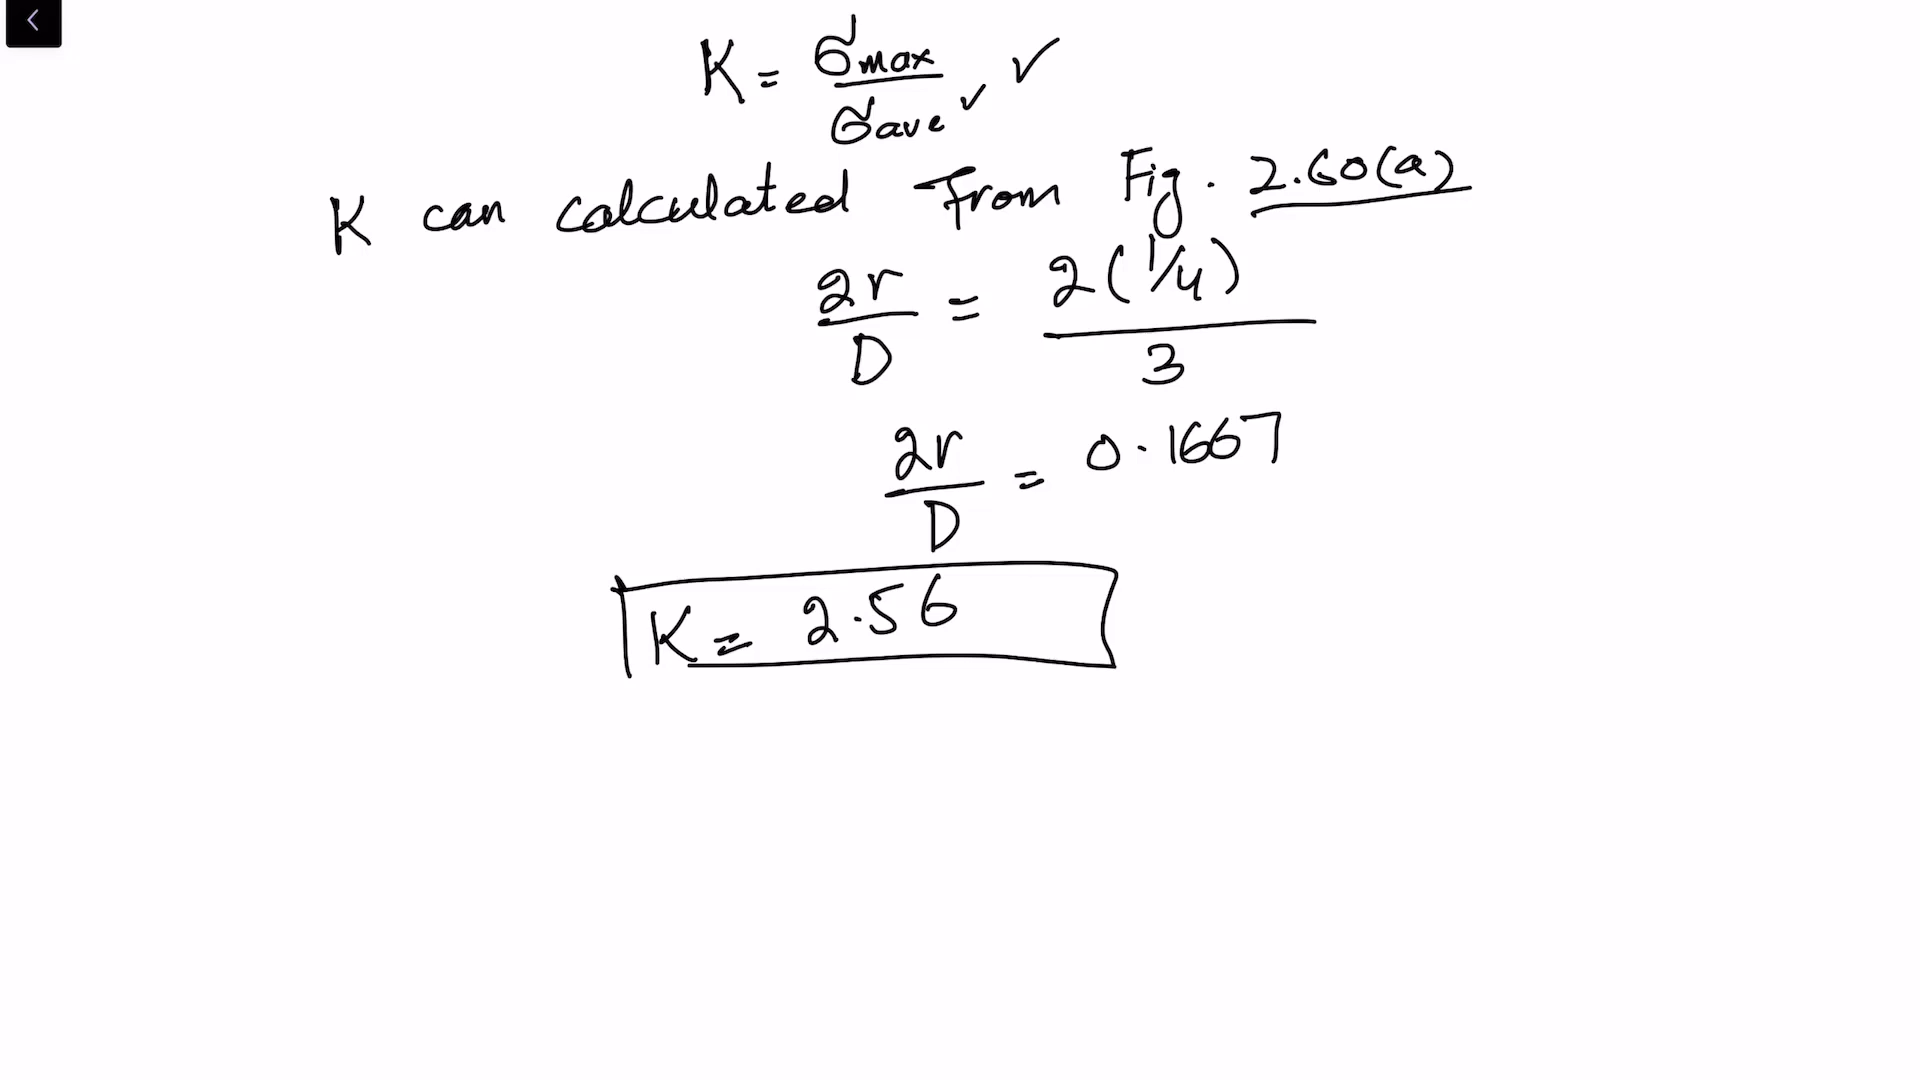 K = σmax / σave ✓ ✓
K can calculated from Fig. 2.60(a)
2r / D = 2(1/4) / 3
2r / D = 0.1667
K = 2.56